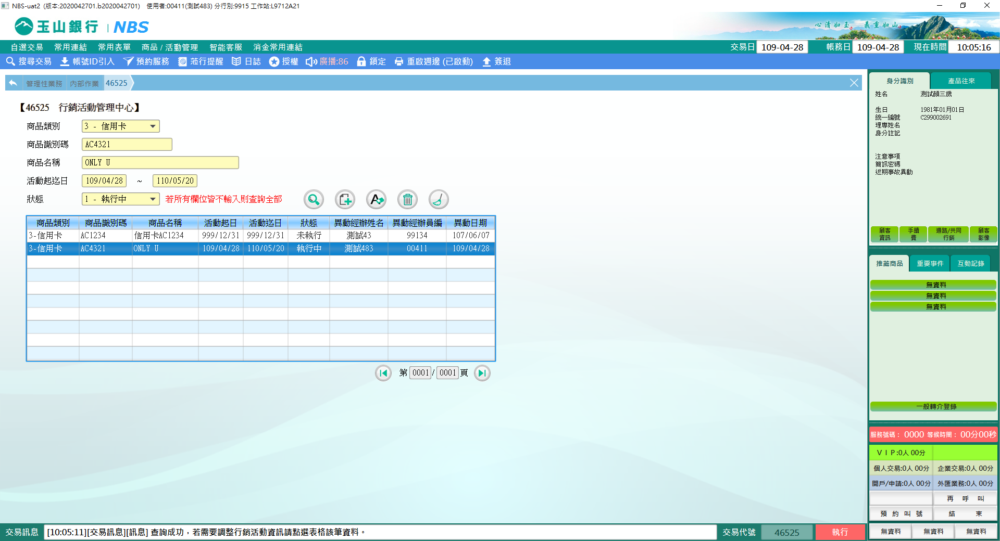 NBS-uat2 (版本:2020042701.b2020042701) 使用者:00411(測試483) 分行別:9915 工作站:L9712A21
玉山銀行 | NBS
心清如玉。義重如山。
自選交易 常用連結 常用表單 商品 / 活動管理 智能客服 消金常用連結 交易日 109-04-28 帳務日 109-04-28 現在時間 10:05:16
搜尋交易 帳號ID引入 預約服務 蒞行提醒 日誌 授權 廣播:86 鎖定 重啟週邊 (已啟動) 簽退
管理性業務 內部作業 46525
【46525 行銷活動管理中心】
商品類別 3 - 信用卡
商品識別碼 AC4321
商品名稱 ONLY U
活動起迄日 109/04/28 ~ 110/05/20
狀態 1 - 執行中 若所有欄位皆不輸入則查詢全部
商品類別 商品識別碼 商品名稱 活動起日 活動迄日 狀態 異動經辦姓名 異動經辦員編 異動日期
3-信用卡 AC1234 信用卡AC1234 999/12/31 999/12/31 未執行 測試43 99134 107/06/07
3-信用卡 AC4321 ONLY U 109/04/28 110/05/20 執行中 測試483 00411 109/04/28
第 0001 / 0001 頁
身分識別 產品往來
姓名 測試顏三歲
生日 1981年01月01日
統一編號 C299002691
理專姓名
身分註記
注意事項
簡訊密碼
近期事故異動
顧客資訊 手續費 通路/共同行銷 顧客影像
推薦商品 重要事件 互動記錄
無資料
無資料
無資料
一般轉介登錄
服務號碼： 0000 等候時間： 00分00秒
ＶＩＰ:0人 00分
個人交易:0人 00分 企業交易:0人 00分
開戶/申請:0人 00分 外匯業務:0人 00分
再 呼 叫
預 約 叫 號 結 束
無資料 無資料 無資料
交易訊息 [10:05:11][交易訊息][訊息] 查詢成功，若需要調整行銷活動資訊請點選表格該筆資料。 交易代號 46525 執行